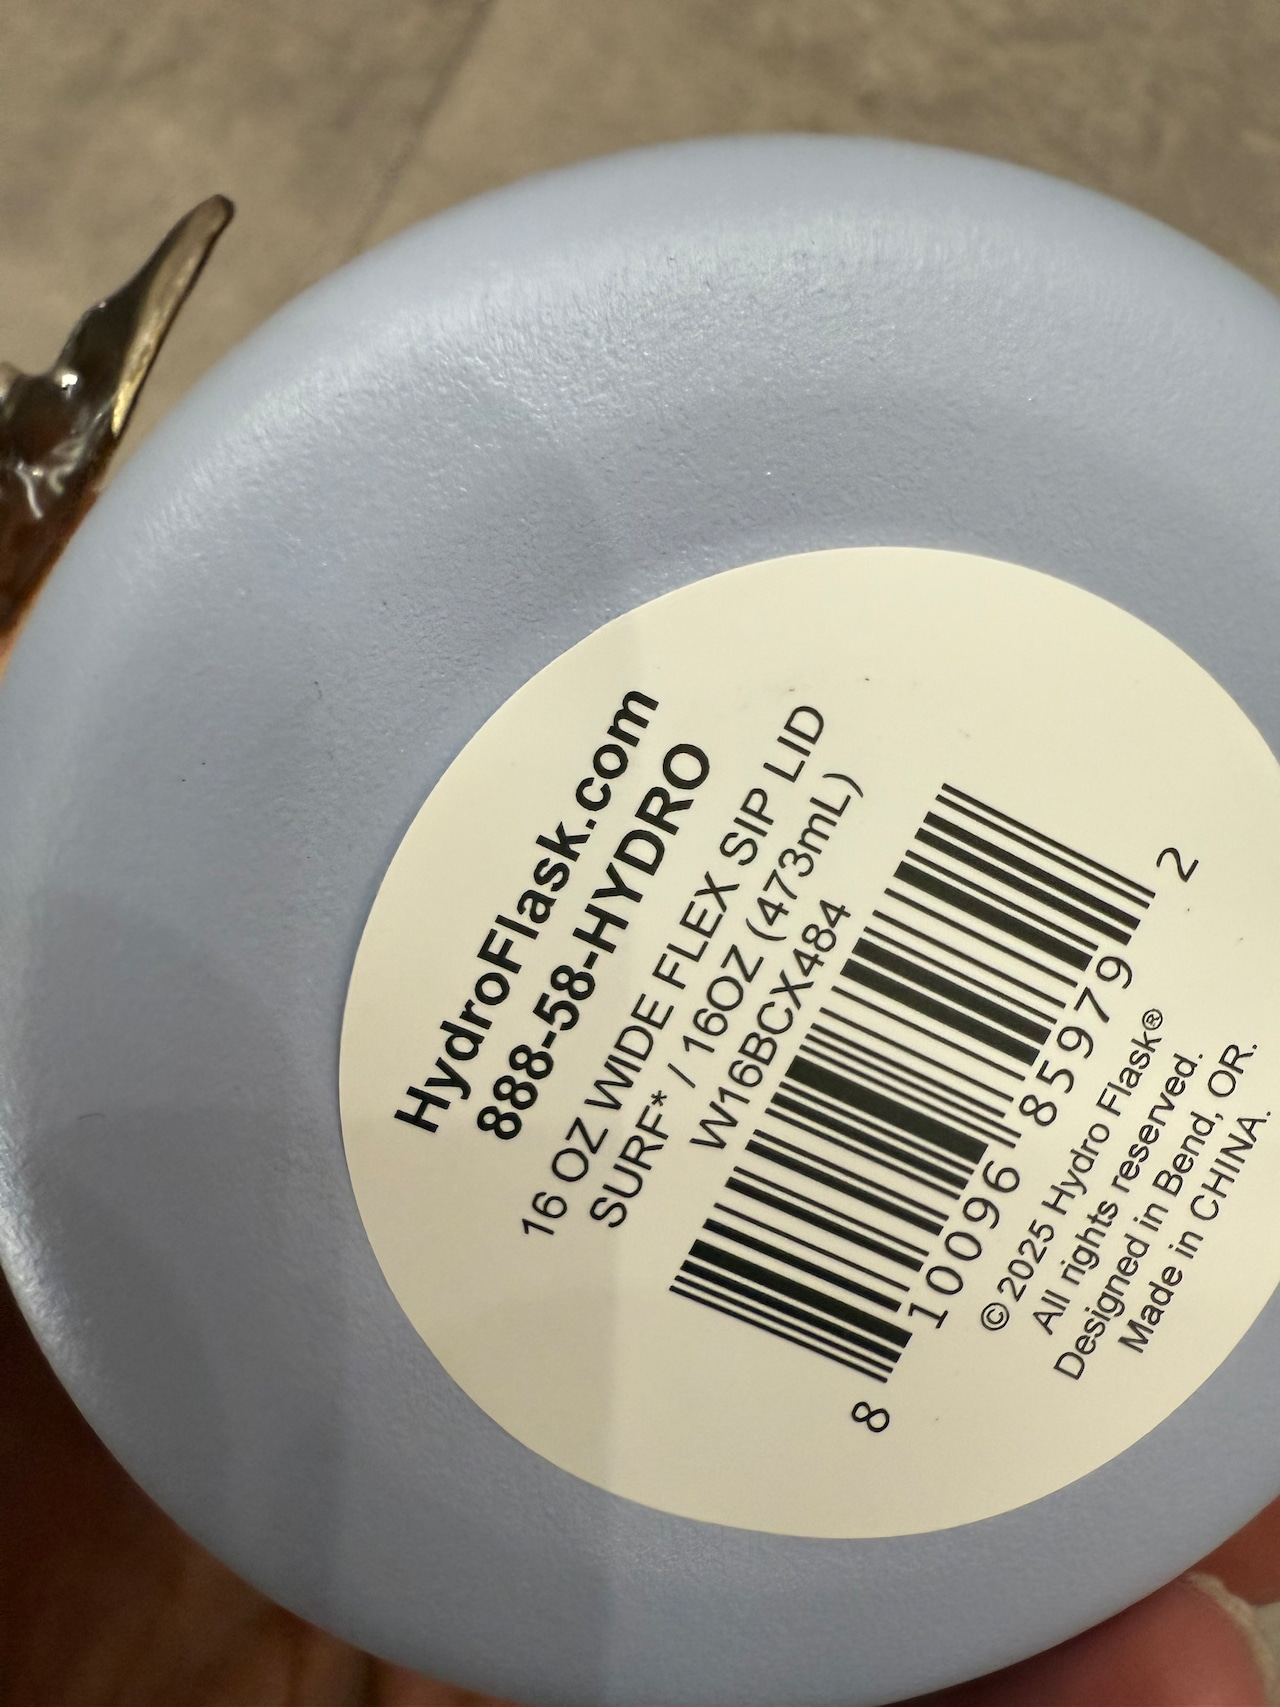 HydroFlask.com
888-58-HYDRO
16 OZ WIDE FLEX SIP LID
SURF* / 16OZ (473mL)
W16BCX484
8 10096 85979 2
© 2025 Hydro Flask®
All rights reserved.
Designed in Bend, OR.
Made in CHINA.